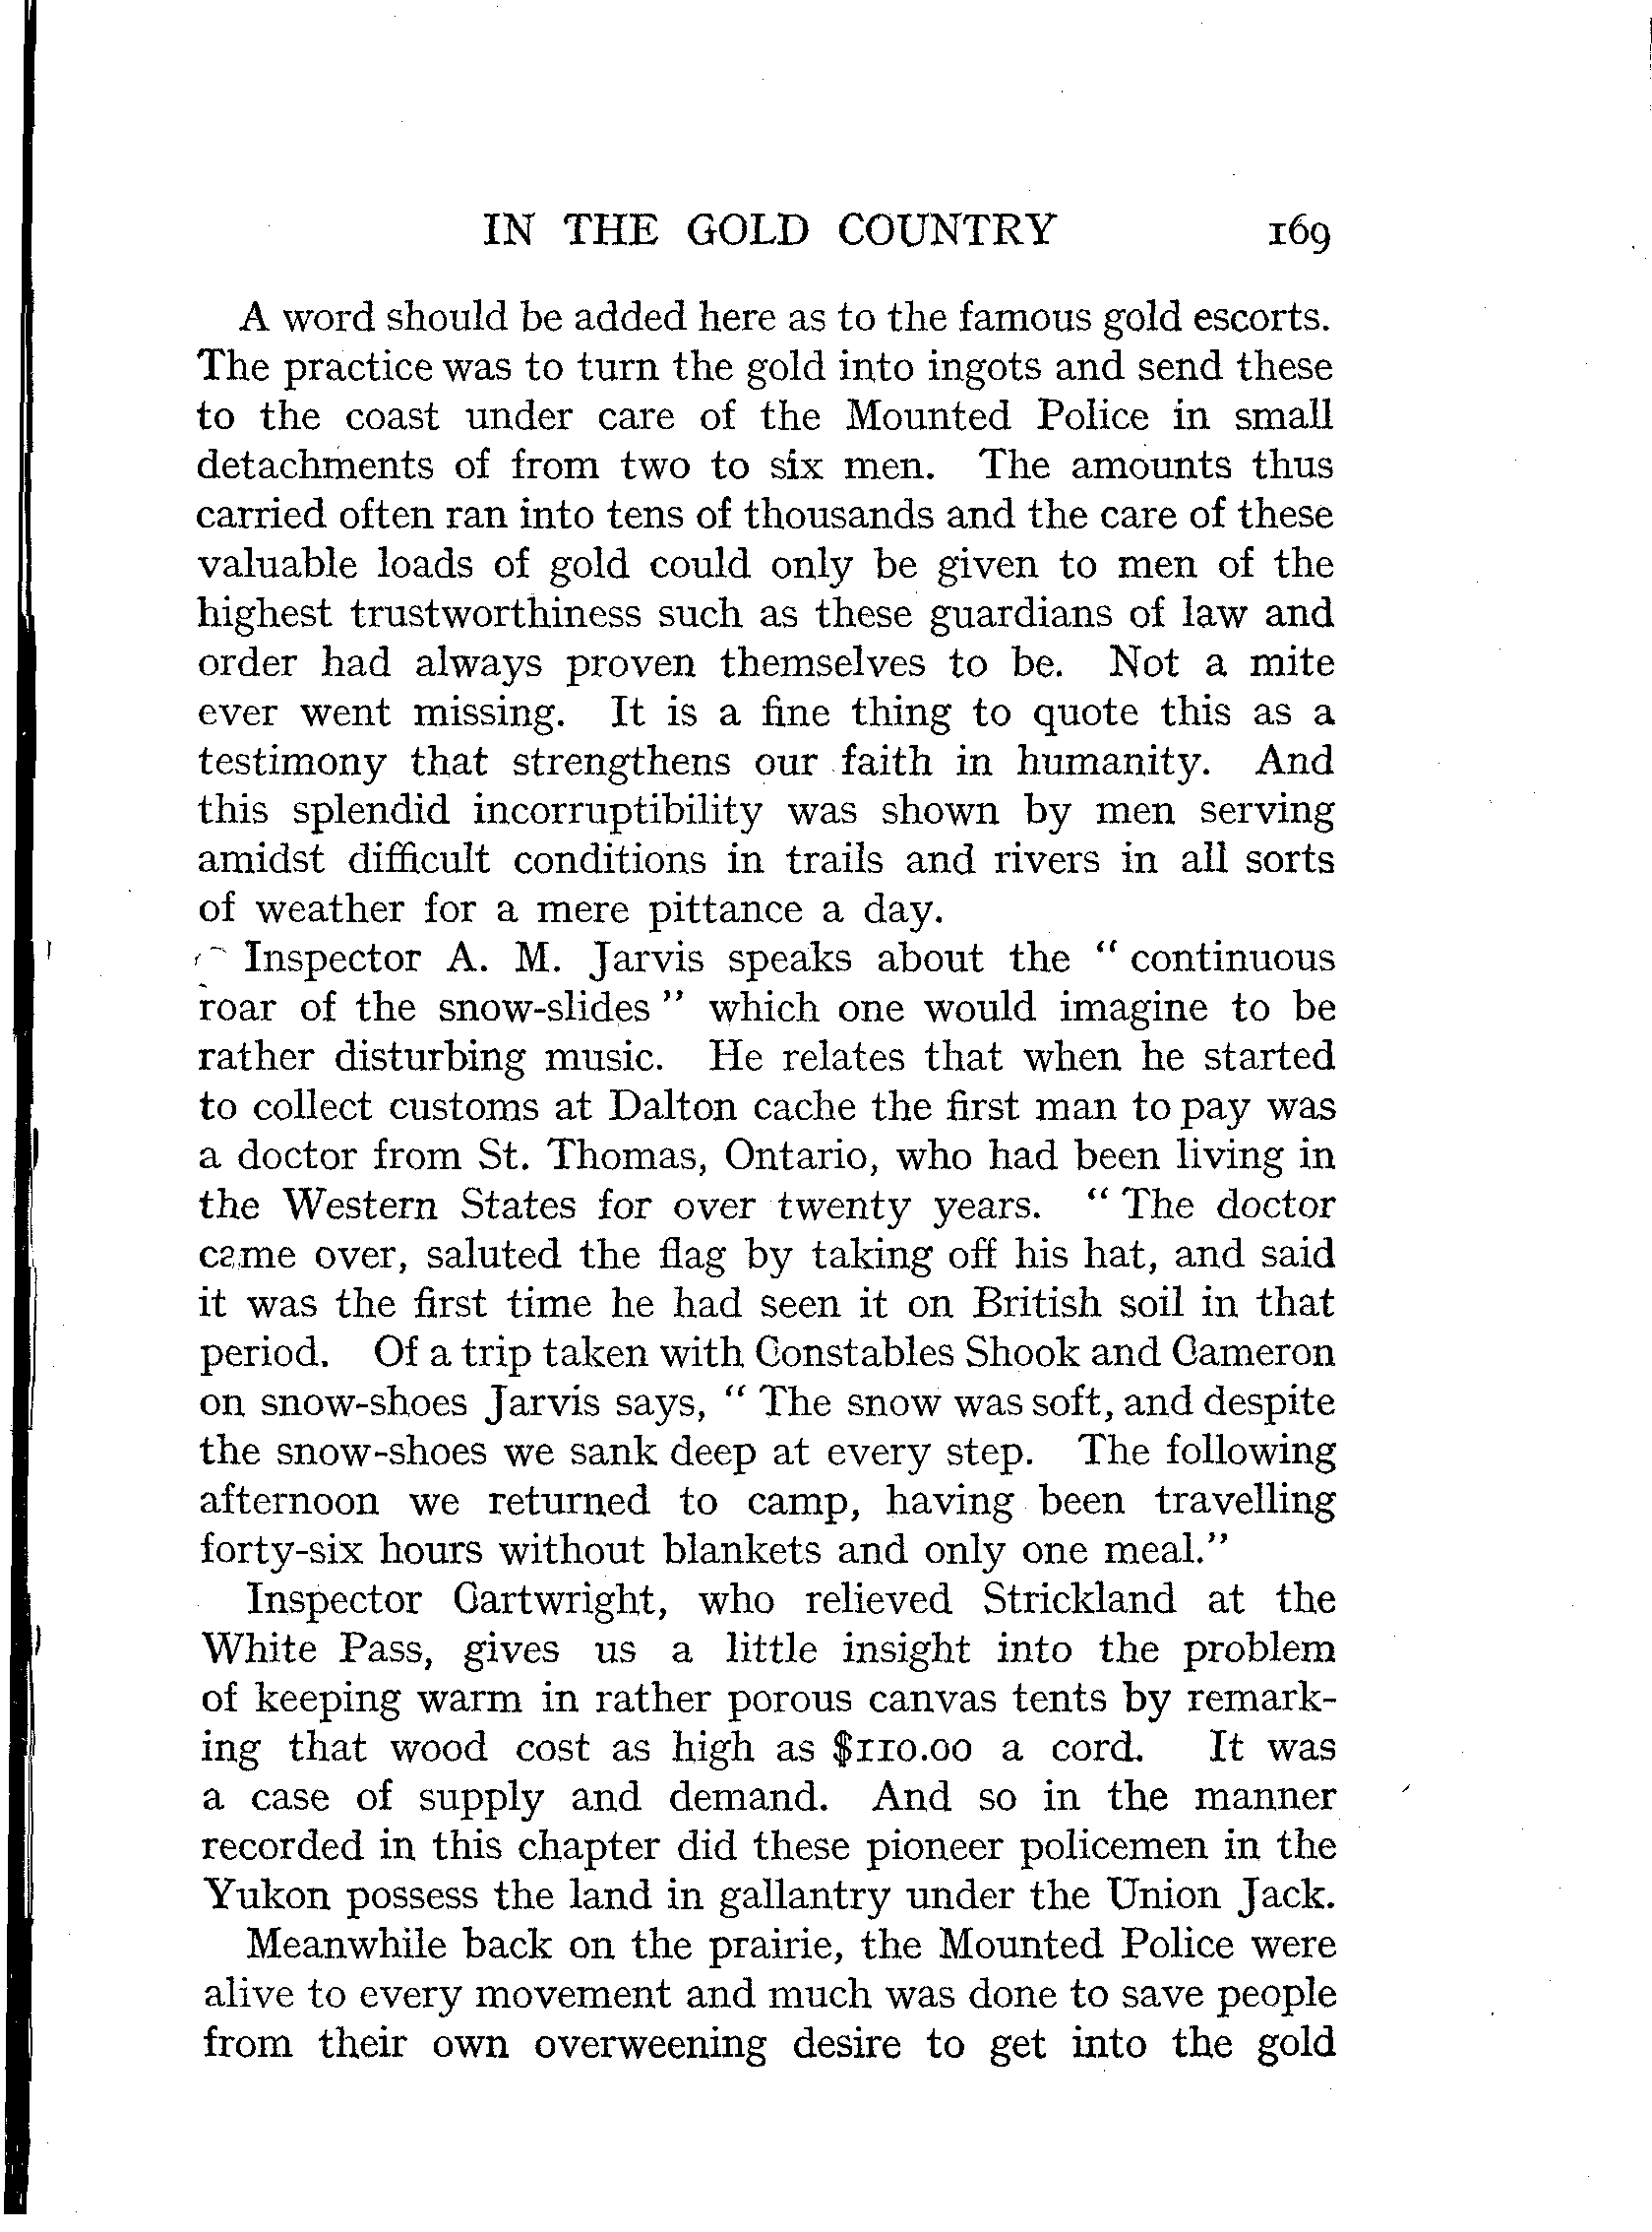 IN THE GOLD COUNTRY 169
A word should be added here as to the famous gold escorts.
The practice was to turn the gold into ingots and send these
to the coast under care of the Mounted Police in small
detachments of from two to six men. The amounts thus
carried often ran into tens of thousands and the care of these
valuable loads of gold could only be given to men of the
highest trustworthiness such as these guardians of law and
order had always proven themselves to be. Not a mite
ever went missing. It is a fine thing to quote this as a
testimony that strengthens our faith in humanity. And
this splendid incorruptibility was shown by men serving
amidst difficult conditions in trails and rivers in all sorts
of weather for a mere pittance a day.
Inspector A. M. Jarvis speaks about the " continuous
roar of the snow-slides " which one would imagine to be
rather disturbing music. He relates that when he started
to collect customs at Dalton cache the first man to pay was
a doctor from St. Thomas, Ontario, who had been living in
the Western States for over twenty years. " The doctor
came over, saluted the flag by taking off his hat, and said
it was the first time he had seen it on British soil in that
period. Of a trip taken with Constables Shook and Cameron
on snow-shoes Jarvis says, " The snow was soft, and despite
the snow-shoes we sank deep at every step. The following
afternoon we returned to camp, having been travelling
forty-six hours without blankets and only one meal."
Inspector Cartwright, who relieved Strickland at the
White Pass, gives us a little insight into the problem
of keeping warm in rather porous canvas tents by remark-
ing that wood cost as high as $110.00 a cord. It was
a case of supply and demand. And so in the manner
recorded in this chapter did these pioneer policemen in the
Yukon possess the land in gallantry under the Union Jack.
Meanwhile back on the prairie, the Mounted Police were
alive to every movement and much was done to save people
from their own overweening desire to get into the gold